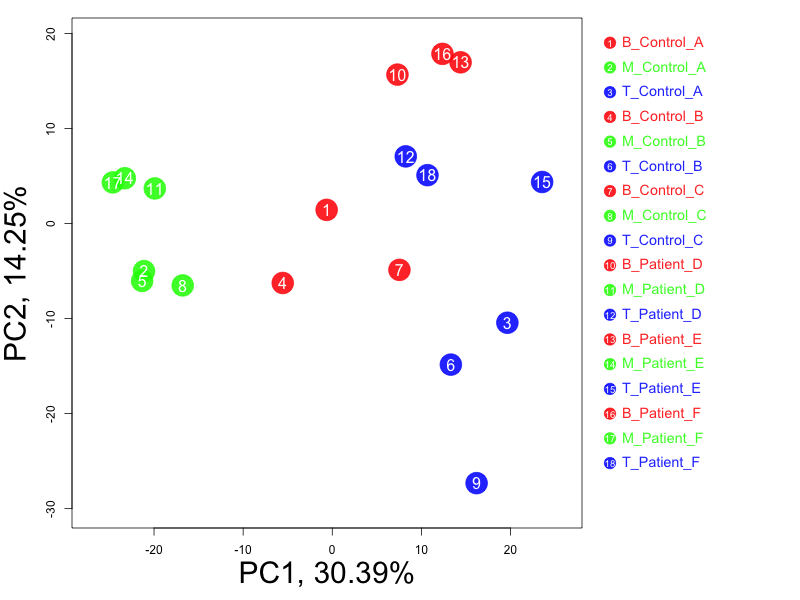 20
10
0
-10
-20
-30
PC2, 14.25%
16
13
10
12
18
15
17
14
11
1
2
5
8
4
7
3
6
9
-20
-10
0
10
20
PC1, 30.39%
1 B_Control_A
2 M_Control_A
3 T_Control_A
4 B_Control_B
5 M_Control_B
6 T_Control_B
7 B_Control_C
8 M_Control_C
9 T_Control_C
10 B_Patient_D
11 M_Patient_D
12 T_Patient_D
13 B_Patient_E
14 M_Patient_E
15 T_Patient_E
16 B_Patient_F
17 M_Patient_F
18 T_Patient_F